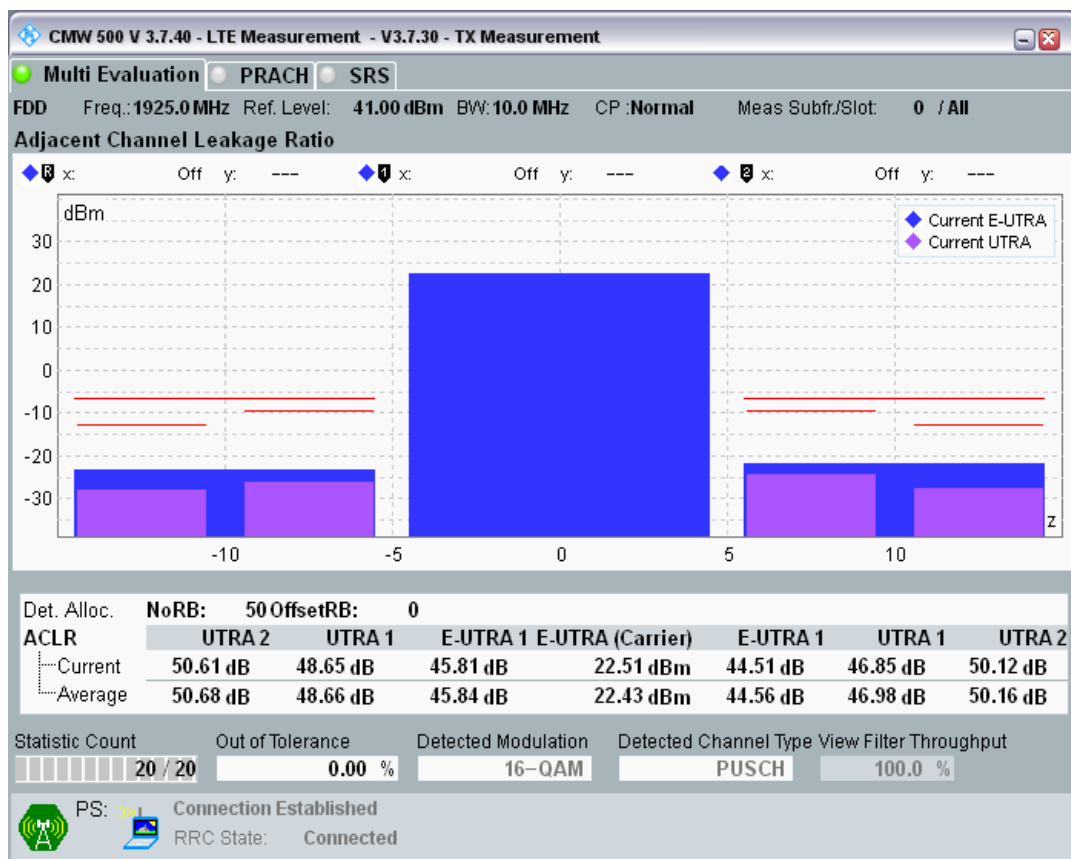 CMW 500 V 3.7.40 - LTE Measurement - V3.7.30 - TX Measurement
Multi Evaluation PRACH SRS
FDD Freq.: 1925.0 MHz Ref. Level: 41.00 dBm BW: 10.0 MHz CP :Normal Meas Subfr./Slot: 0 / All
Adjacent Channel Leakage Ratio
R x: Off y: --- 1 x: Off y: --- 2 x: Off y: ---
dBm
Current E-UTRA
Current UTRA
30
20
10
0
-10
-20
-30
z
-10 -5 0 5 10
Det. Alloc. NoRB: 50 OffsetRB: 0
ACLR UTRA 2 UTRA 1 E-UTRA 1 E-UTRA (Carrier) E-UTRA 1 UTRA 1 UTRA 2
Current 50.61 dB 48.65 dB 45.81 dB 22.51 dBm 44.51 dB 46.85 dB 50.12 dB
Average 50.68 dB 48.66 dB 45.84 dB 22.43 dBm 44.56 dB 46.98 dB 50.16 dB
Statistic Count Out of Tolerance Detected Modulation Detected Channel Type View Filter Throughput
20 / 20 0.00 % 16-QAM PUSCH 100.0 %
PS: Connection Established
RRC State: Connected